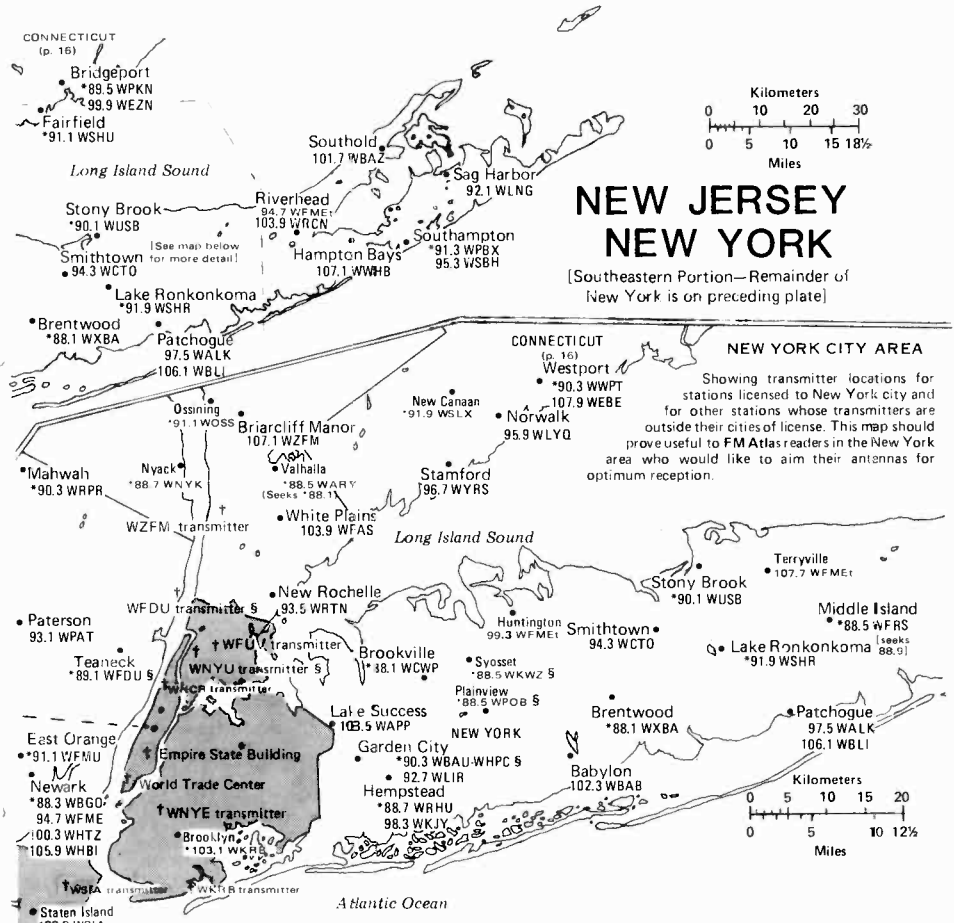 CONNECTICUT
(p. 16)
Bridgeport
*89.5 WPKN
99.9 WEZN
Fairfield
*91.1 WSHU
Long Island Sound
Southold
101.7 WBAZ
Sag Harbor
92.1 WLNG
Riverhead
94.7 WFMEt
103.9 WRCN
Stony Brook
*90.1 WUSB
[See map below
for more detail]
Smithtown
94.3 WCTO
Hampton Bays
107.1 WWHB
Southampton
*91.3 WPBX
95.3 WSBH
Lake Ronkonkoma
*91.9 WSHR
Brentwood
*88.1 WXBA
Patchogue
97.5 WALK
106.1 WBLI
Kilometers
0 10 20 25 30
0 5 10 15 18½
Miles
NEW JERSEY
NEW YORK
[Southeastern Portion—Remainder of
New York is on preceding plate]
NEW YORK CITY AREA
Showing transmitter locations for
stations licensed to New York city and
for other stations whose transmitters are
outside their cities of license. This map should
prove useful to FM Atlas readers in the New York
area who would like to aim their antennas for
optimum reception.
CONNECTICUT
(p. 16)
Westport
*90.3 WWPT
107.9 WEBE
New Canaan
*91.9 WSLX
Norwalk
95.9 WLYQ
Stamford
96.7 WYRS
Ossining
*91.1 WOSS
Briarcliff Manor
107.1 WZFM
Mahwah
*90.3 WRPR
Nyack
*88.7 WNYK
Valhalla
*88.5 WARY
(Seeks *88.1)
White Plains
103.9 WFAS
WZFM transmitter
Long Island Sound
New Rochelle
93.5 WRTN
WFDU transmitter §
Paterson
93.1 WPAT
Teaneck
*89.1 WFDU §
WFUV transmitter
WNYU transmitter §
WKCR transmitter
Brookville
*88.1 WCWP
Huntington
99.3 WFMEt
Stony Brook
*90.1 WUSB
Terryville
107.7 WFMEt
Smithtown
94.3 WCTO
Middle Island
*88.5 WFRS
[seeks
88.9]
Lake Ronkonkoma
*91.9 WSHR
Syosset
*88.5 WKWZ §
Plainview
*88.5 WPOB §
NEW YORK
Lake Success
103.5 WAPP
Brentwood
*88.1 WXBA
Patchogue
97.5 WALK
106.1 WBLI
East Orange
*91.1 WFMU
Newark
*88.3 WBGO
94.7 WFME
100.3 WHTZ
105.9 WHBI
Empire State Building
World Trade Center
WNYE transmitter
Garden City
*90.3 WBAU-WHPC §
92.7 WLIR
Hempstead
*88.7 WRHU
98.3 WKJY
Babylon
102.3 WBAB
Brooklyn
*103.1 WKRB
WSIA transmitter
WKRB transmitter
Staten Island
Atlantic Ocean
Kilometers
0 5 10 15 20
0 5 10 12½
Miles